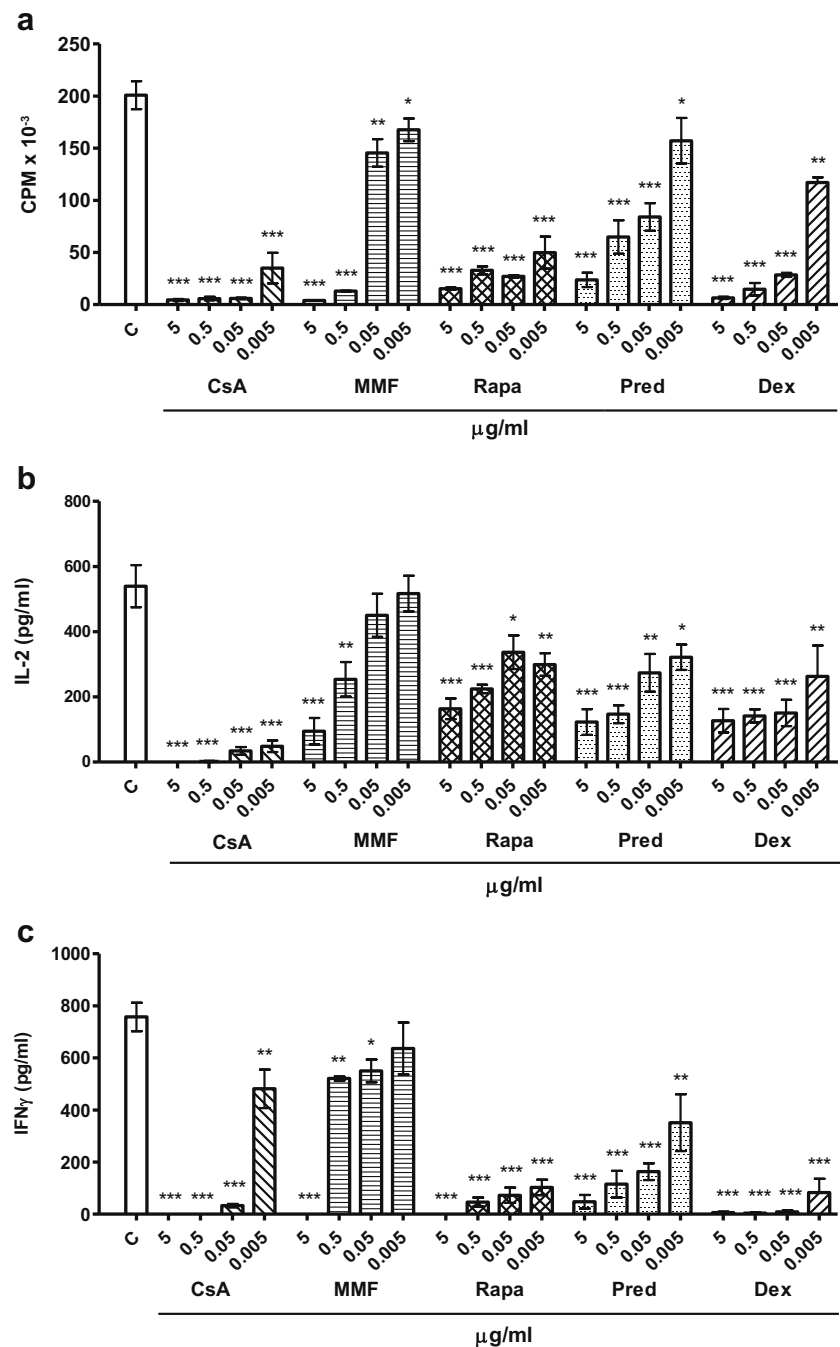 a
250
200
150
100
50
0
CPM x 10-3
*** *** *** *** *** *** ** * *** *** *** *** *** *** *** * *** *** *** **
C 5 0.5 0.05 0.005 5 0.5 0.05 0.005 5 0.5 0.05 0.005 5 0.5 0.05 0.005 5 0.5 0.05 0.005
CsA MMF Rapa Pred Dex
μg/ml
b
800
600
400
200
0
IL-2 (pg/ml)
*** *** *** *** *** ** *** *** * ** *** *** ** * *** *** *** **
C 5 0.5 0.05 0.005 5 0.5 0.05 0.005 5 0.5 0.05 0.005 5 0.5 0.05 0.005 5 0.5 0.05 0.005
CsA MMF Rapa Pred Dex
μg/ml
c
1000
800
600
400
200
0
IFNγ (pg/ml)
*** *** *** ** *** ** * *** *** *** *** *** *** *** ** *** *** *** ***
C 5 0.5 0.05 0.005 5 0.5 0.05 0.005 5 0.5 0.05 0.005 5 0.5 0.05 0.005 5 0.5 0.05 0.005
CsA MMF Rapa Pred Dex
μg/ml